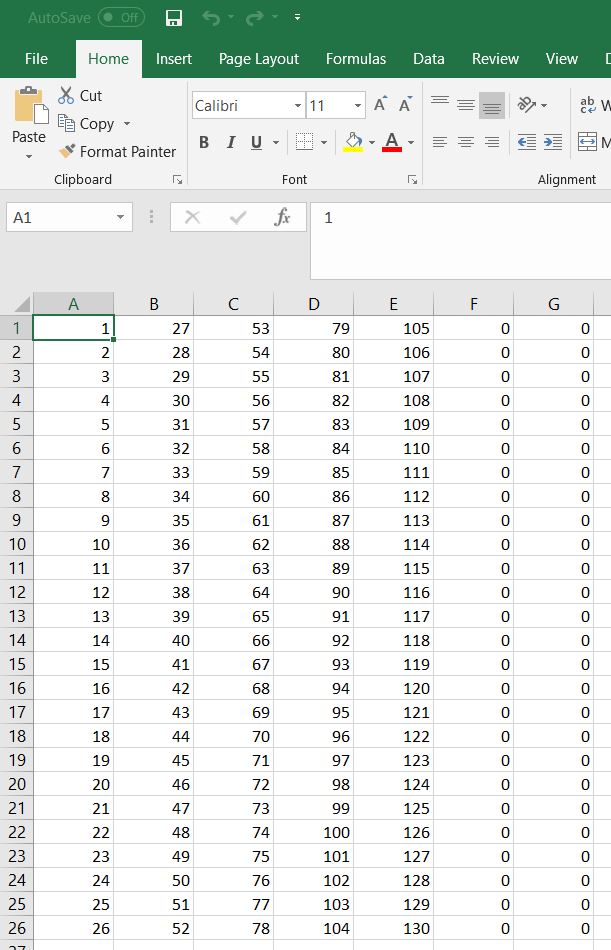 AutoSave Off
File Home Insert Page Layout Formulas Data Review View
Cut
Copy
Paste
Format Painter
Calibri 11
A A
B I U A
ab
c
Clipboard Font Alignment
A1 fx 1
A B C D E F G
1 1 27 53 79 105 0 0
2 2 28 54 80 106 0 0
3 3 29 55 81 107 0 0
4 4 30 56 82 108 0 0
5 5 31 57 83 109 0 0
6 6 32 58 84 110 0 0
7 7 33 59 85 111 0 0
8 8 34 60 86 112 0 0
9 9 35 61 87 113 0 0
10 10 36 62 88 114 0 0
11 11 37 63 89 115 0 0
12 12 38 64 90 116 0 0
13 13 39 65 91 117 0 0
14 14 40 66 92 118 0 0
15 15 41 67 93 119 0 0
16 16 42 68 94 120 0 0
17 17 43 69 95 121 0 0
18 18 44 70 96 122 0 0
19 19 45 71 97 123 0 0
20 20 46 72 98 124 0 0
21 21 47 73 99 125 0 0
22 22 48 74 100 126 0 0
23 23 49 75 101 127 0 0
24 24 50 76 102 128 0 0
25 25 51 77 103 129 0 0
26 26 52 78 104 130 0 0